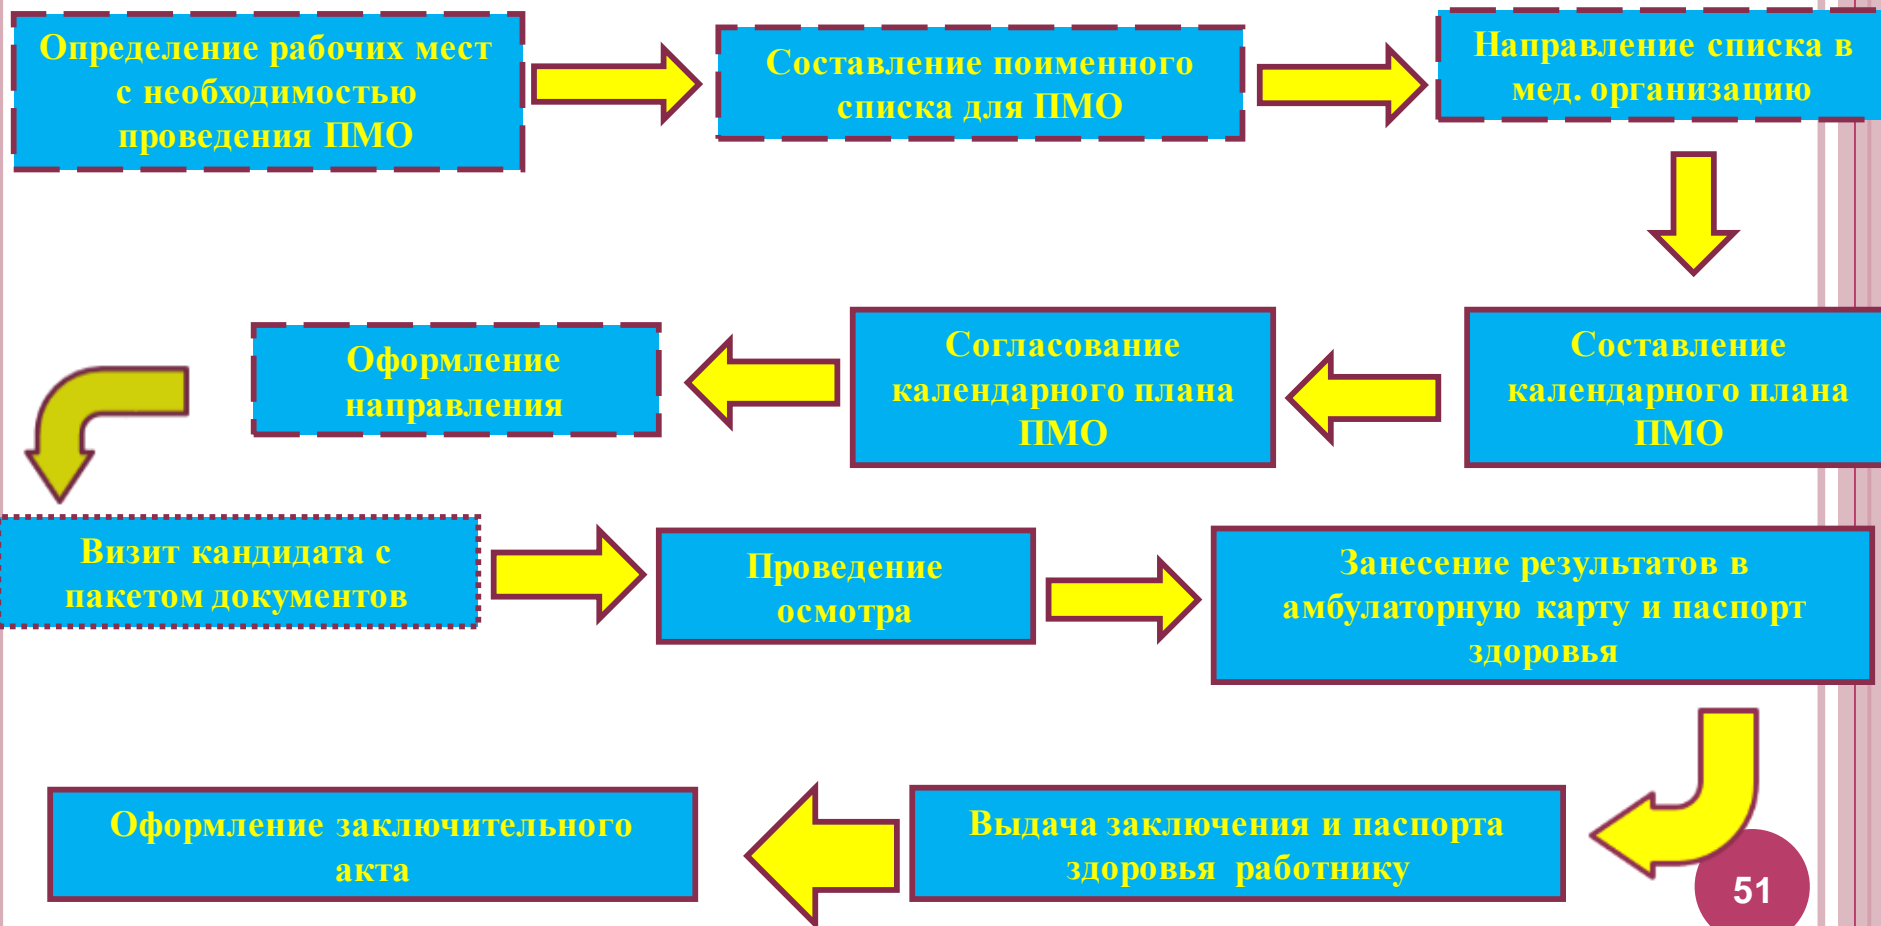 Определение рабочих мест
с необходимостью
проведения ПМО
Составление поименного
списка для ПМО
Направление списка в
мед. организацию
Оформление
направления
Согласование
календарного плана
ПМО
Составление
календарного плана
ПМО
Визит кандидата с
пакетом документов
Проведение
осмотра
Занесение результатов в
амбулаторную карту и паспорт
здоровья
Оформление заключительного
акта
Выдача заключения и паспорта
здоровья работнику
51